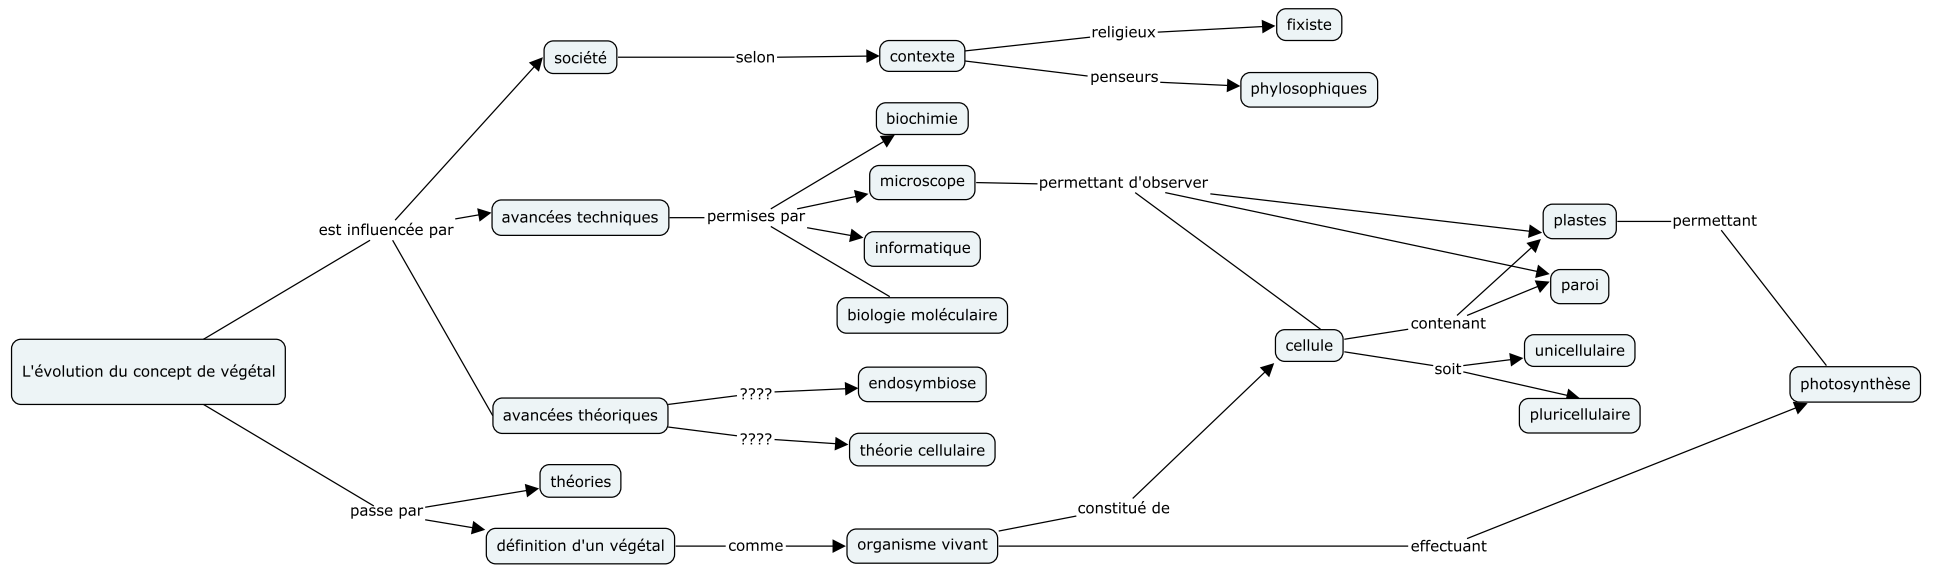 fixiste
religieux
société
selon
contexte
penseurs
phylosophiques
biochimie
microscope
permettant d'observer
avancées techniques
permises par
plastes
permettant
est influencée par
informatique
paroi
biologie moléculaire
contenant
cellule
unicellulaire
soit
L'évolution du concept de végétal
endosymbiose
photosynthèse
????
avancées théoriques
pluricellulaire
????
théorie cellulaire
théories
passe par
constitué de
définition d'un végétal
comme
organisme vivant
effectuant